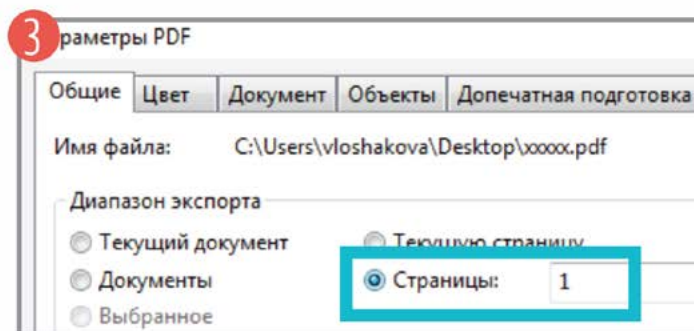 3
раметры PDF
Общие Цвет Документ Объекты Допечатная подготовка
Имя файла: C:\Users\vloshakova\Desktop\xxxxx.pdf
Диапазон экспорта
Текущий документ Текущую страницу
Документы Страницы: 1
Выбранное